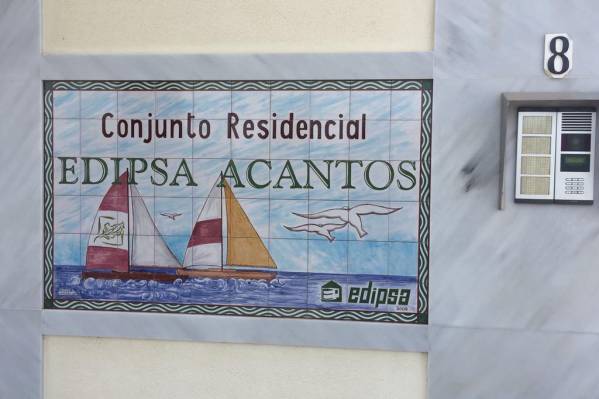 Conjunto Residencial
EDIPSA ACANTOS
edipsa
8